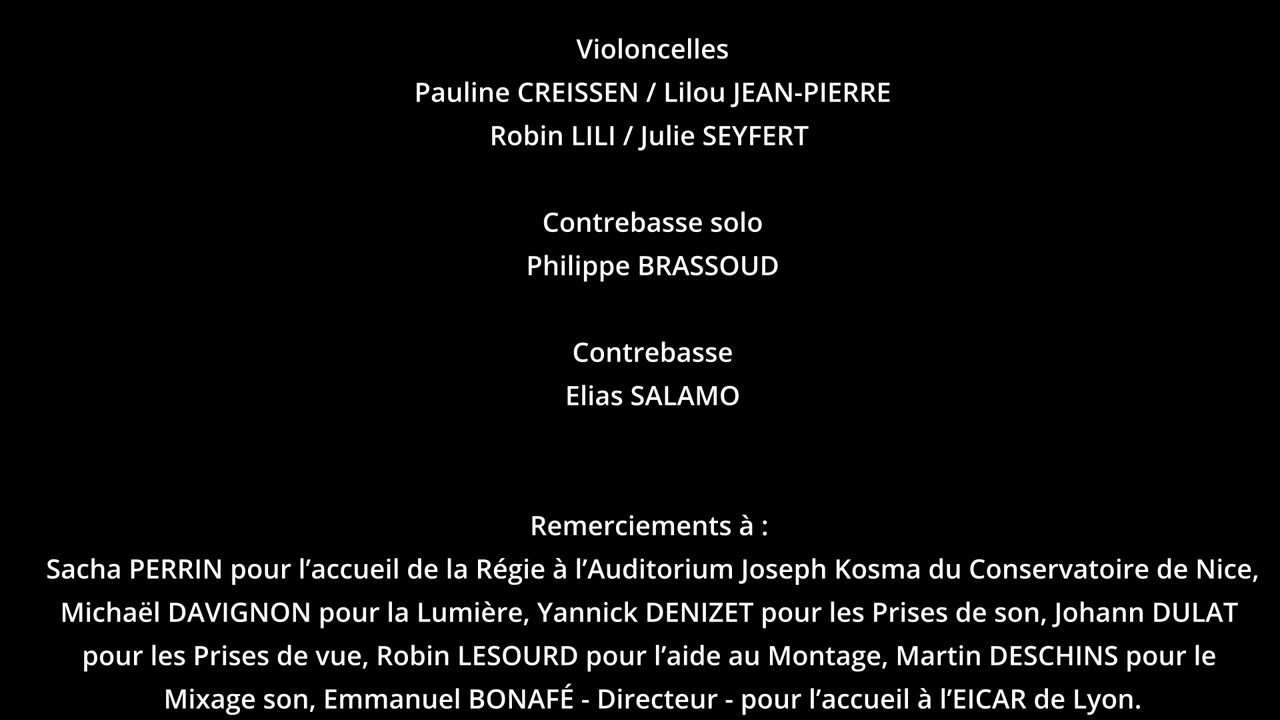 Violoncelles
Pauline CREISSEN / Lilou JEAN-PIERRE
Robin LILI / Julie SEYFERT
Contrebasse solo
Philippe BRASSOUD
Contrebasse
Elias SALAMO
Remerciements à :
Sacha PERRIN pour l’accueil de la Régie à l’Auditorium Joseph Kosma du Conservatoire de Nice,
Michaël DAVIGNON pour la Lumière, Yannick DENIZET pour les Prises de son, Johann DULAT
pour les Prises de vue, Robin LESOURD pour l’aide au Montage, Martin DESCHINS pour le
Mixage son, Emmanuel BONAFÉ - Directeur - pour l’accueil à l’EICAR de Lyon.